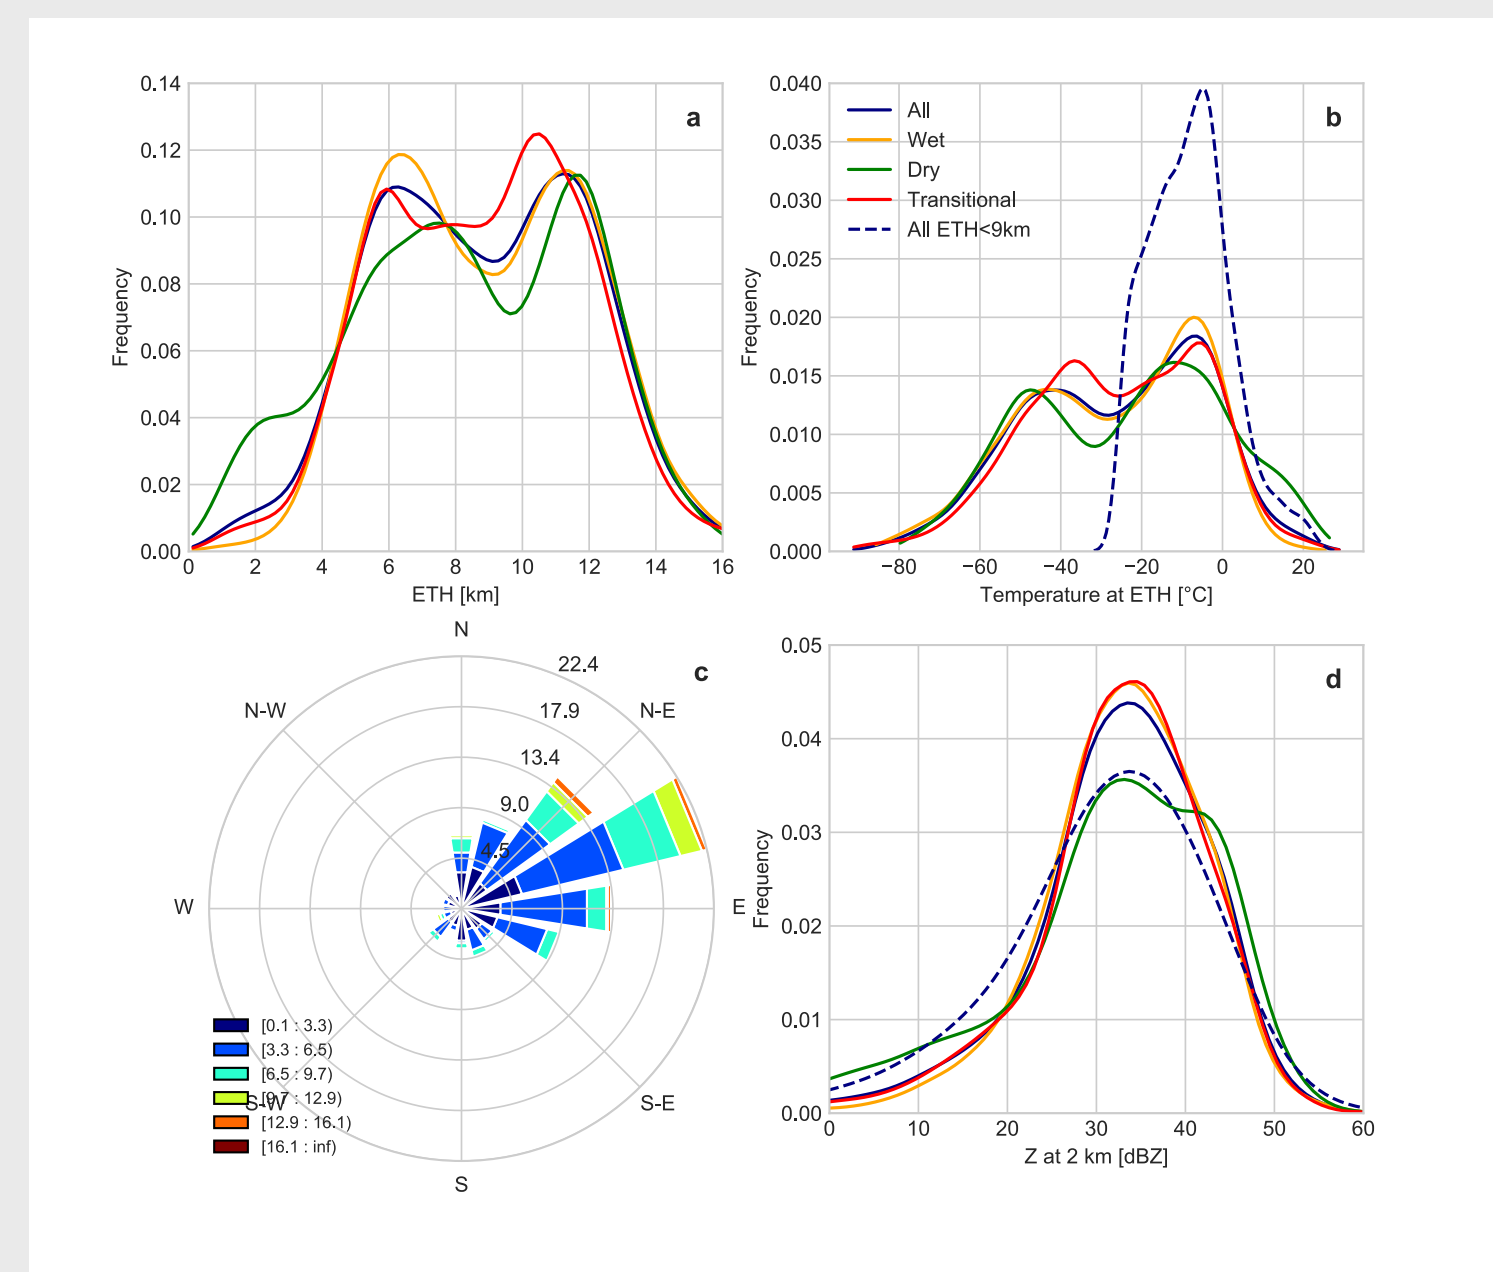 a
0.14
0.12
0.10
0.08
0.06
0.04
0.02
0.00
Frequency
0 2 4 6 8 10 12 14 16
ETH [km]
b
0.040
0.035
0.030
0.025
0.020
0.015
0.010
0.005
0.000
Frequency
All
Wet
Dry
Transitional
All ETH<9km
−80 −60 −40 −20 0 20
Temperature at ETH [°C]
c
N
N-E
E
S-E
S
S-W
W
N-W
22.4
17.9
13.4
9.0
4.5
[0.1 : 3.3)
[3.3 : 6.5)
[6.5 : 9.7)
[9.7 : 12.9)
[12.9 : 16.1)
[16.1 : inf)
d
0.05
0.04
0.03
0.02
0.01
0.00
Frequency
0 10 20 30 40 50 60
Z at 2 km [dBZ]